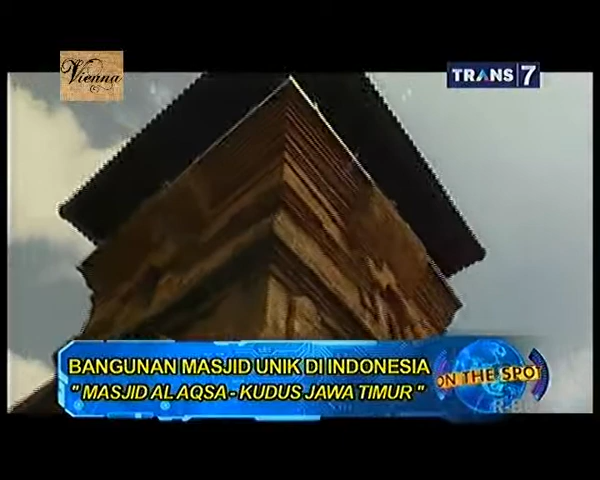 Vienna
TRANS 7
BANGUNAN MASJID UNIK DI INDONESIA
" MASJID AL AQSA - KUDUS JAWA TIMUR "
ON THE SPOT